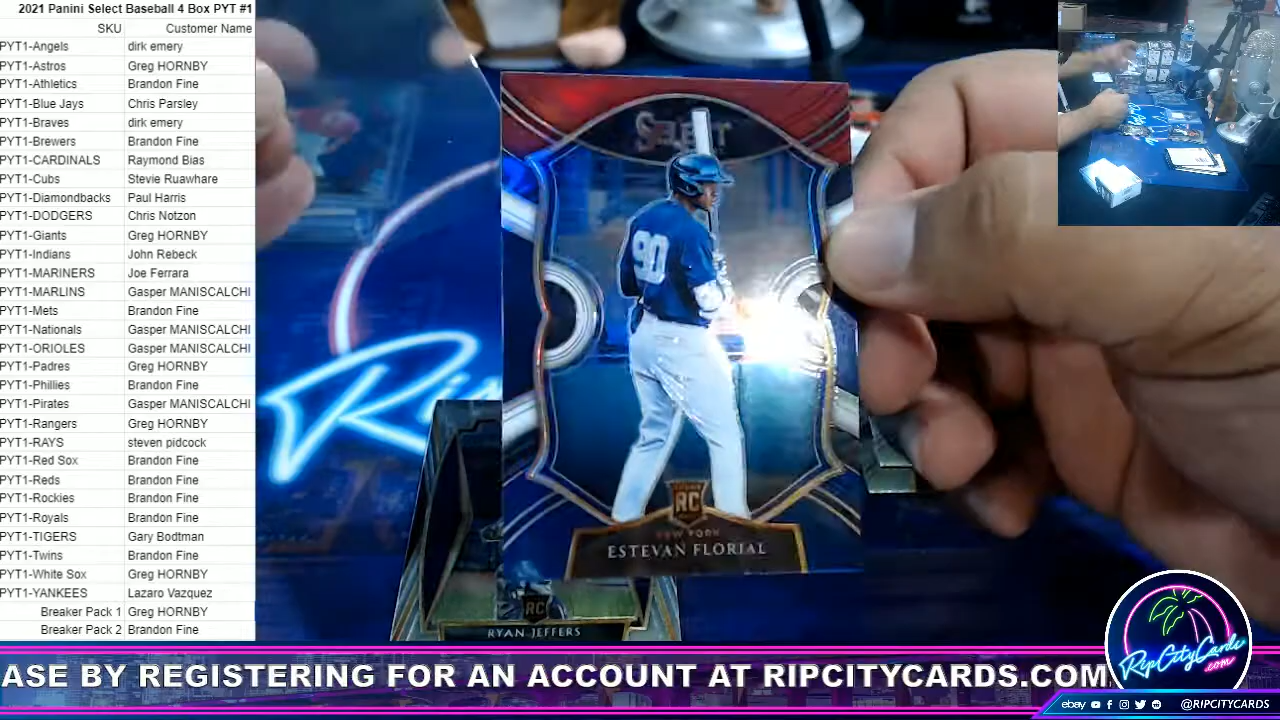 2021 Panini Select Baseball 4 Box PYT #1
SKU Customer Name
PYT1-Angels dirk emery
PYT1-Astros Greg HORNBY
PYT1-Athletics Brandon Fine
PYT1-Blue Jays Chris Parsley
PYT1-Braves dirk emery
PYT1-Brewers Brandon Fine
PYT1-CARDINALS Raymond Bias
PYT1-Cubs Stevie Ruawhare
PYT1-Diamondbacks Paul Harris
PYT1-DODGERS Chris Notzon
PYT1-Giants Greg HORNBY
PYT1-Indians John Rebeck
PYT1-MARINERS Joe Ferrara
PYT1-MARLINS Gasper MANISCALCHI
PYT1-Mets Brandon Fine
PYT1-Nationals Gasper MANISCALCHI
PYT1-ORIOLES Gasper MANISCALCHI
PYT1-Padres Greg HORNBY
PYT1-Phillies Brandon Fine
PYT1-Pirates Gasper MANISCALCHI
PYT1-Rangers Greg HORNBY
PYT1-RAYS steven pidcock
PYT1-Red Sox Brandon Fine
PYT1-Reds Brandon Fine
PYT1-Rockies Brandon Fine
PYT1-Royals Brandon Fine
PYT1-TIGERS Gary Bodtman
PYT1-Twins Brandon Fine
PYT1-White Sox Greg HORNBY
PYT1-YANKEES Lazaro Vazquez
Breaker Pack 1 Greg HORNBY
Breaker Pack 2 Brandon Fine
SELECT
90
RC
NEW YORK
ESTEVAN FLORIAL
RC
RYAN JEFFERS
ASE BY REGISTERING FOR AN ACCOUNT AT RIPCITYCARDS.COM
RipCityCards
.com
ebay @RIPCITYCARDS